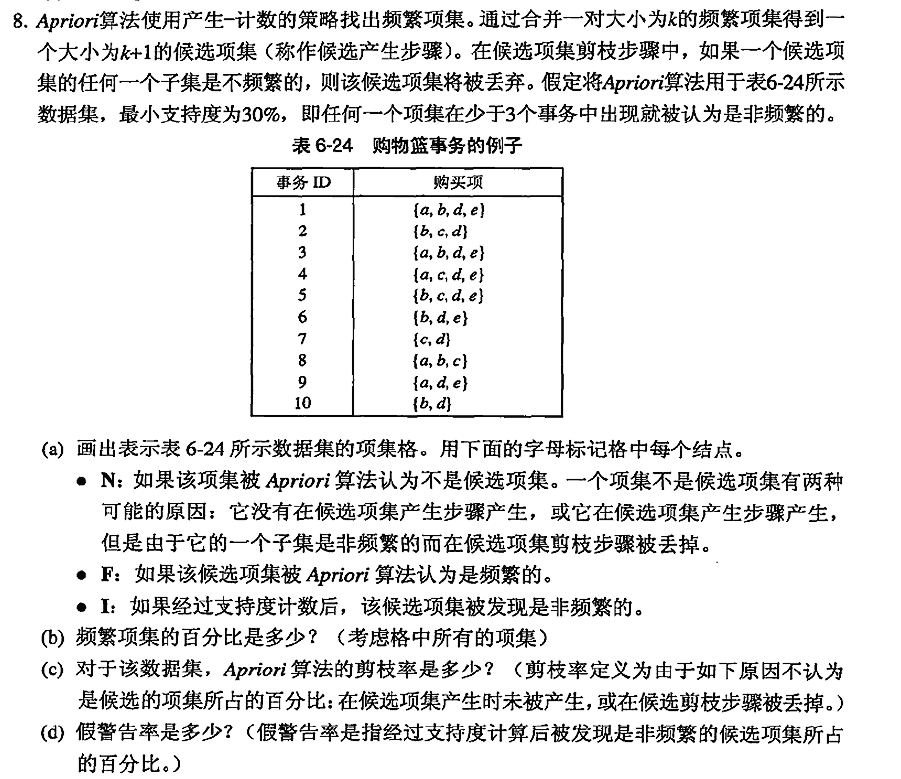 8. Apriori算法使用产生-计数的策略找出频繁项集。通过合并一对大小为k的频繁项集得到一
个大小为k+1的候选项集（称作候选产生步骤）。在候选项集剪枝步骤中，如果一个候选项
集的任何一个子集是不频繁的，则该候选项集将被丢弃。假定将Apriori算法用于表6-24所示
数据集，最小支持度为30%，即任何一个项集在少于3个事务中出现就被认为是非频繁的。
表 6-24 购物篮事务的例子
事务 ID 购买项
1 {a, b, d, e}
2 {b, c, d}
3 {a, b, d, e}
4 {a, c, d, e}
5 {b, c, d, e}
6 {b, d, e}
7 {c, d}
8 {a, b, c}
9 {a, d, e}
10 {b, d}
(a) 画出表示表 6-24 所示数据集的项集格。用下面的字母标记格中每个结点。
● N：如果该项集被 Apriori 算法认为不是候选项集。一个项集不是候选项集有两种
可能的原因：它没有在候选项集产生步骤产生，或它在候选项集产生步骤产生，
但是由于它的一个子集是非频繁的而在候选项集剪枝步骤被丢掉。
● F：如果该候选项集被 Apriori 算法认为是频繁的。
● I：如果经过支持度计数后，该候选项集被发现是非频繁的。
(b) 频繁项集的百分比是多少？（考虑格中所有的项集）
(c) 对于该数据集，Apriori 算法的剪枝率是多少？（剪枝率定义为由于如下原因不认为
是候选的项集所占的百分比：在候选项集产生时未被产生，或在候选剪枝步骤被丢掉。）
(d) 假警告率是多少？（假警告率是指经过支持度计算后被发现是非频繁的候选项集所占
的百分比。）